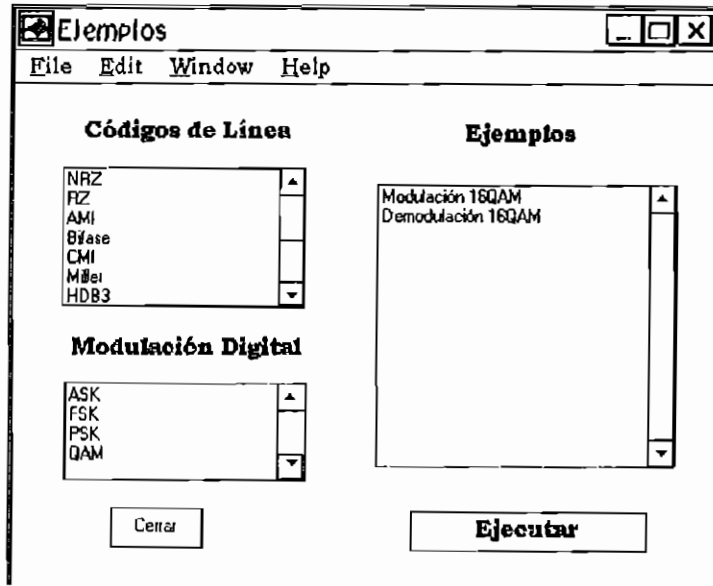 Ejemplos
File Edit Window Help
Códigos de Línea
NRZ
RZ
AMI
Bifase
CMI
Miller
HDB3
Modulación Digital
ASK
FSK
PSK
QAM
Cerrar
Ejemplos
Modulación 16QAM
Demodulación 16QAM
Ejecutar